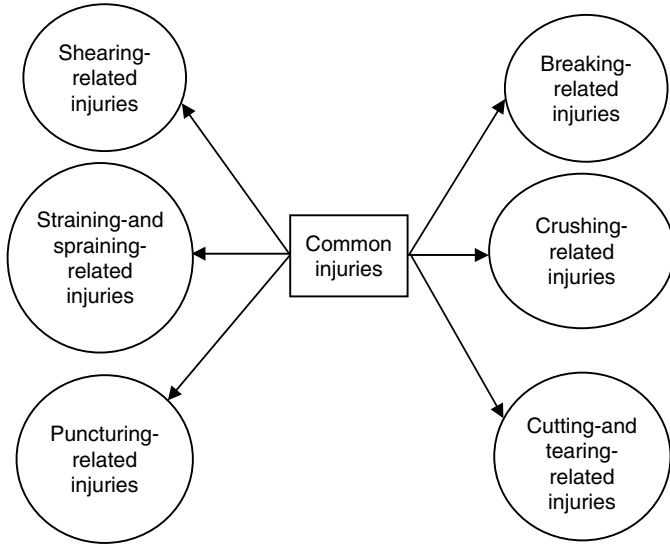 Shearing-
related
injuries
Straining-and
spraining-
related
injuries
Puncturing-
related
injuries
Common
injuries
Breaking-
related
injuries
Crushing-
related
injuries
Cutting-and
tearing-
related
injuries